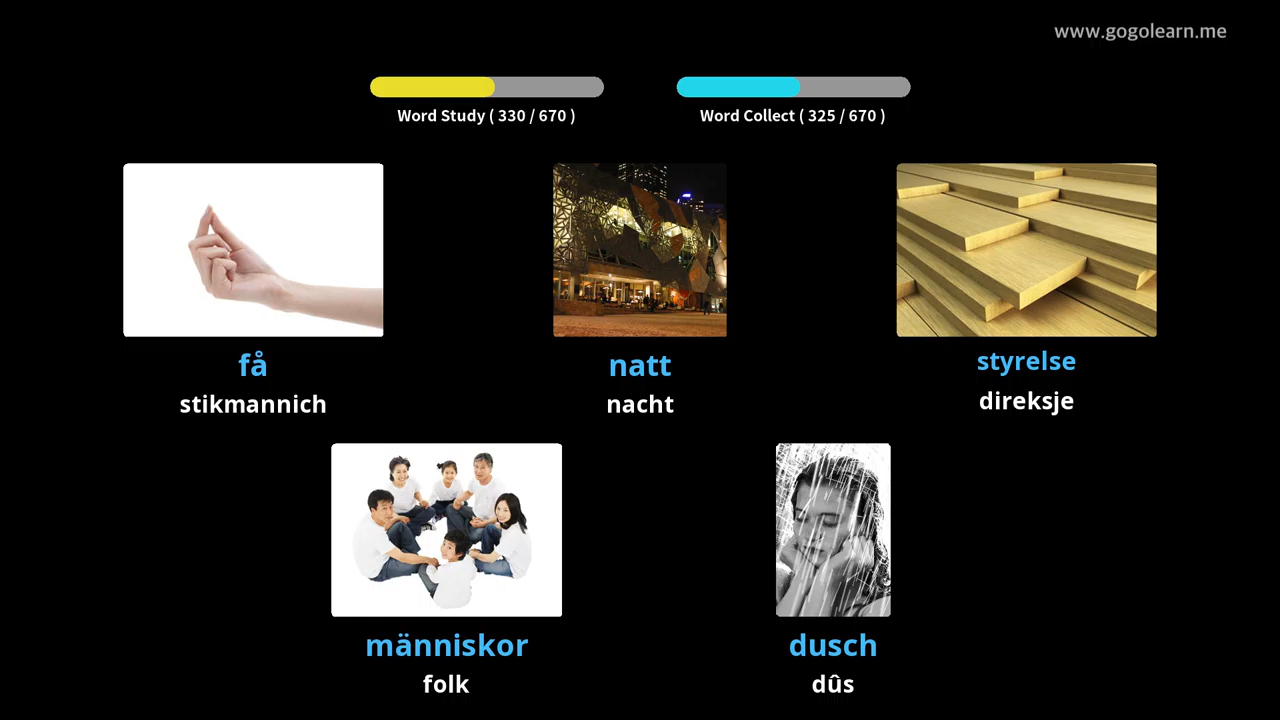 www.gogolearn.me
Word Study ( 330 / 670 )
Word Collect ( 325 / 670 )
få
stikmannich
natt
nacht
styrelse
direksje
människor
folk
dusch
dûs